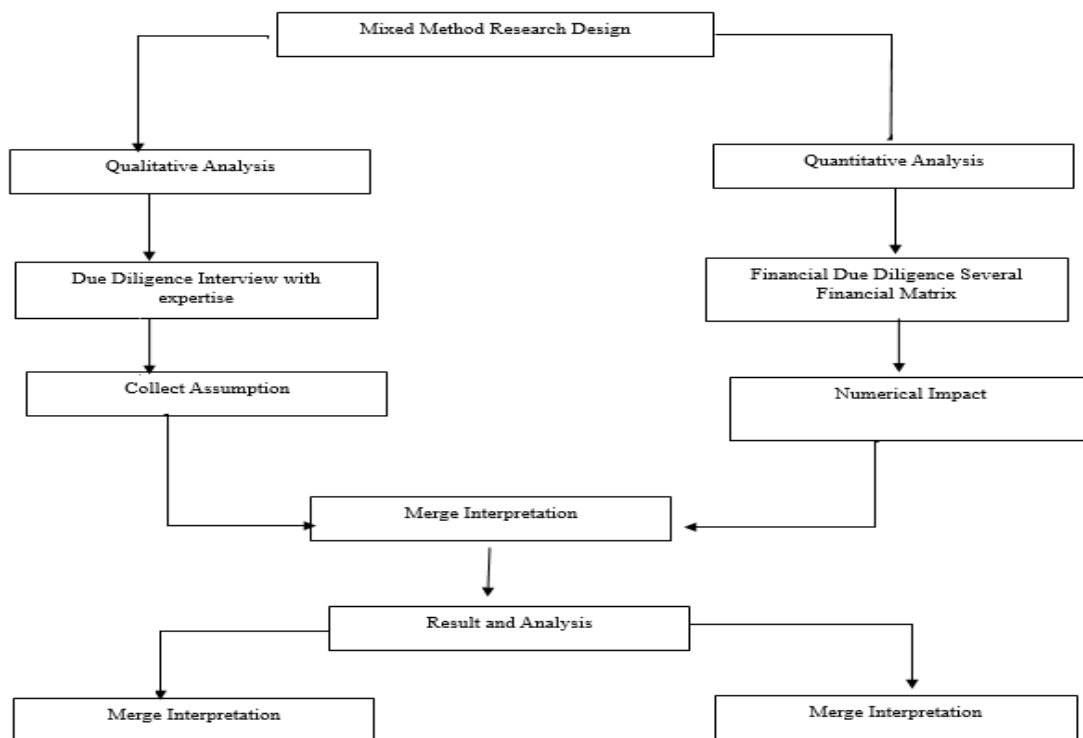 Mixed Method Research Design
Qualitative Analysis
Quantitative Analysis
Due Diligence Interview with
expertise
Financial Due Diligence Several
Financial Matrix
Collect Assumption
Numerical Impact
Merge Interpretation
Result and Analysis
Merge Interpretation
Merge Interpretation